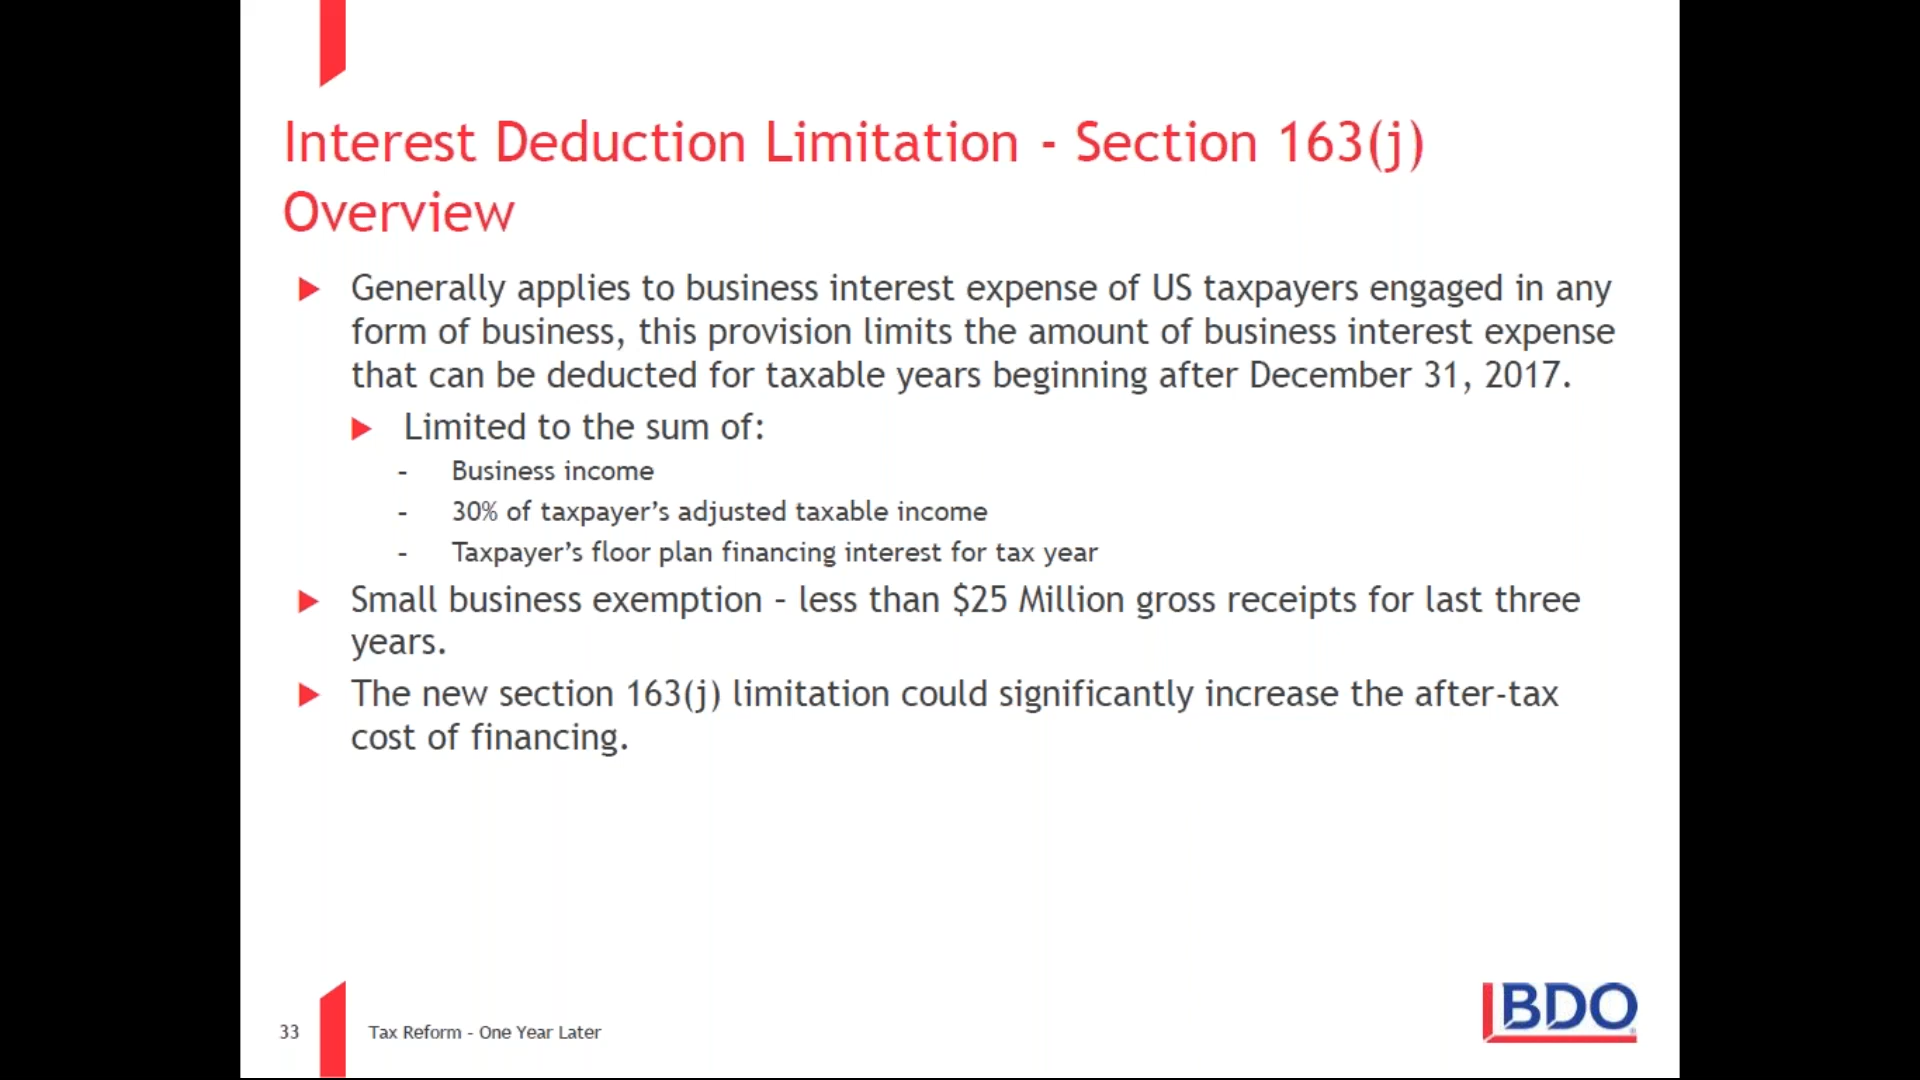 Interest Deduction Limitation - Section 163(j)
Overview
Generally applies to business interest expense of US taxpayers engaged in any
form of business, this provision limits the amount of business interest expense
that can be deducted for taxable years beginning after December 31, 2017.
Limited to the sum of:
- Business income
- 30% of taxpayer’s adjusted taxable income
- Taxpayer’s floor plan financing interest for tax year
Small business exemption – less than $25 Million gross receipts for last three
years.
The new section 163(j) limitation could significantly increase the after-tax
cost of financing.
33
Tax Reform - One Year Later
BDO